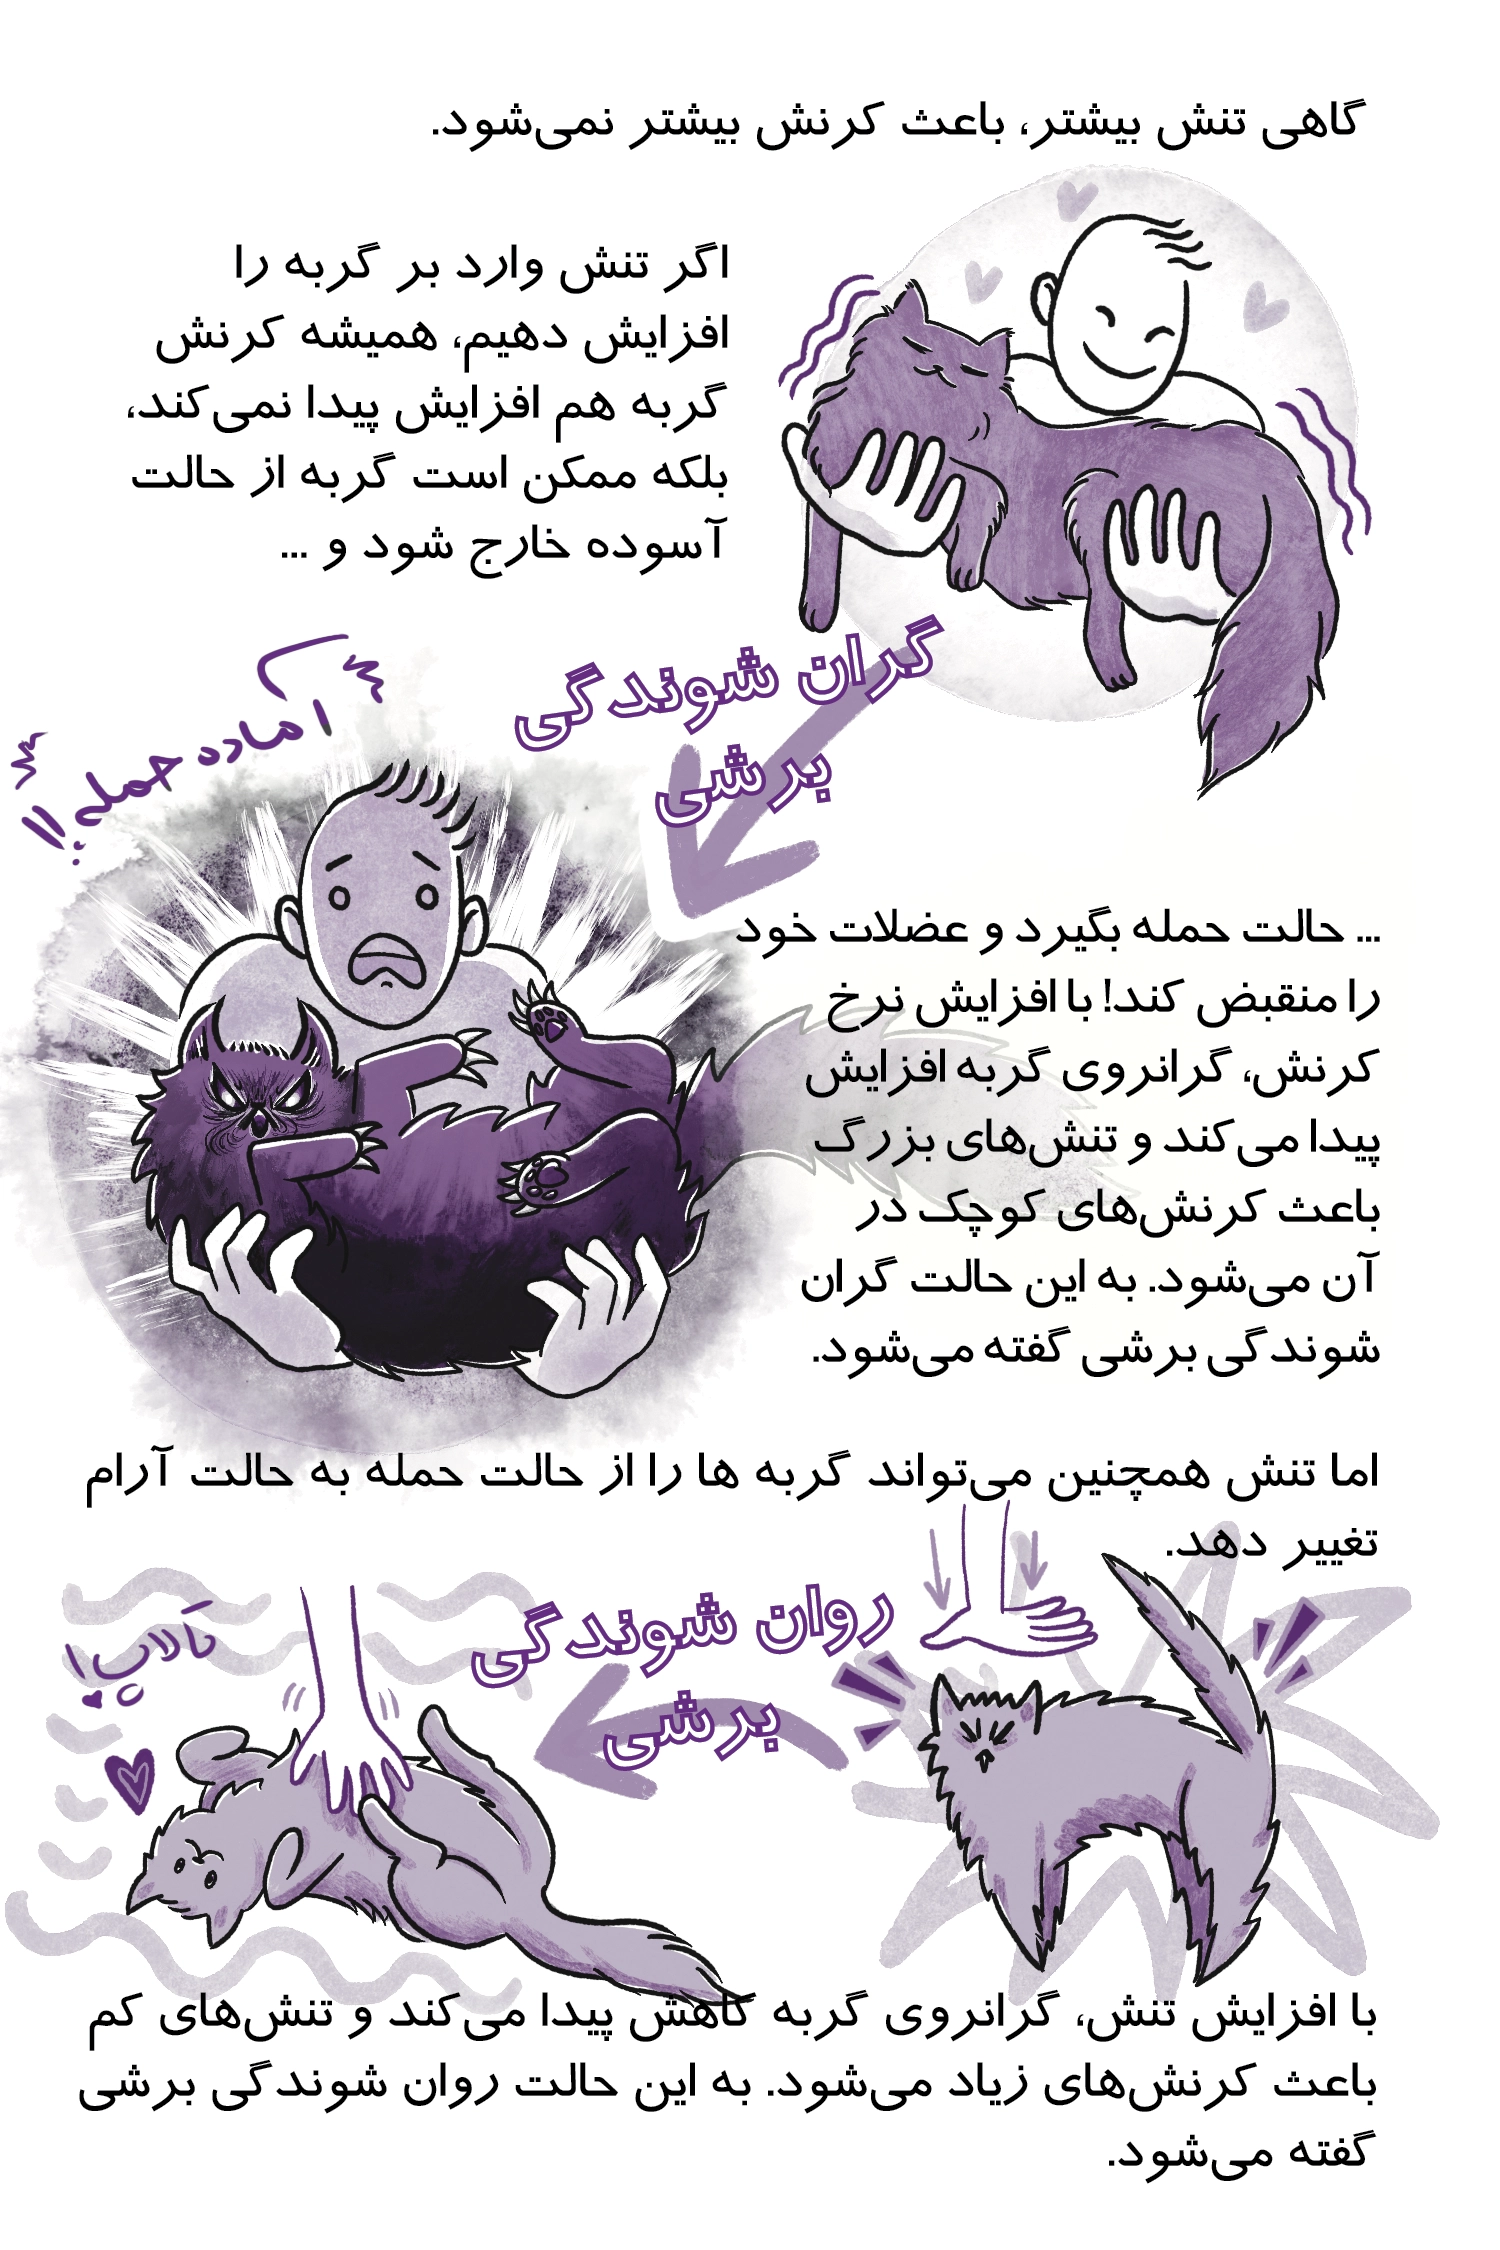 گاهی تنش بیشتر، باعث کرنش بیشتر نمی‌شود.
اگر تنش وارد بر گربه را
افزایش دهیم، همیشه کرنش
گربه هم افزایش پیدا نمی‌کند،
بلکه ممکن است گربه از حالت
آسوده خارج شود و ...
گران شوندگی
برشی
اماده حمله!!
... حالت حمله بگیرد و عضلات خود
را منقبض کند! با افزایش نرخ
کرنش، گرانروی گربه افزایش
پیدا می‌کند و تنش‌های بزرگ
باعث کرنش‌های کوچک در
آن می‌شود. به این حالت گران
شوندگی برشی گفته می‌شود.
اما تنش همچنین می‌تواند گربه ها را از حالت حمله به حالت آرام
تغییر دهد.
روان شوندگی
برشی
با افزایش تنش، گرانروی گربه کاهش پیدا می‌کند و تنش‌های کم
باعث کرنش‌های زیاد می‌شود. به این حالت روان شوندگی برشی
گفته می‌شود.